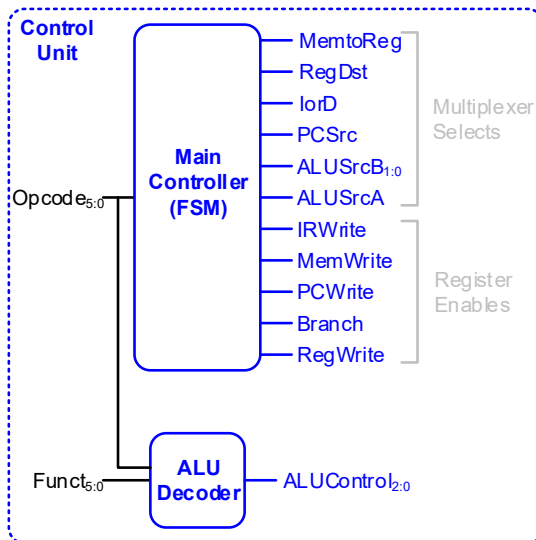 Control
Unit
Main
Controller
(FSM)
MemtoReg
RegDst
IorD
PCSrc
ALUSrcB1:0
ALUSrcA
IRWrite
MemWrite
PCWrite
Branch
RegWrite
Multiplexer
Selects
Register
Enables
Opcode5:0
Funct5:0
ALU
Decoder
ALUControl2:0